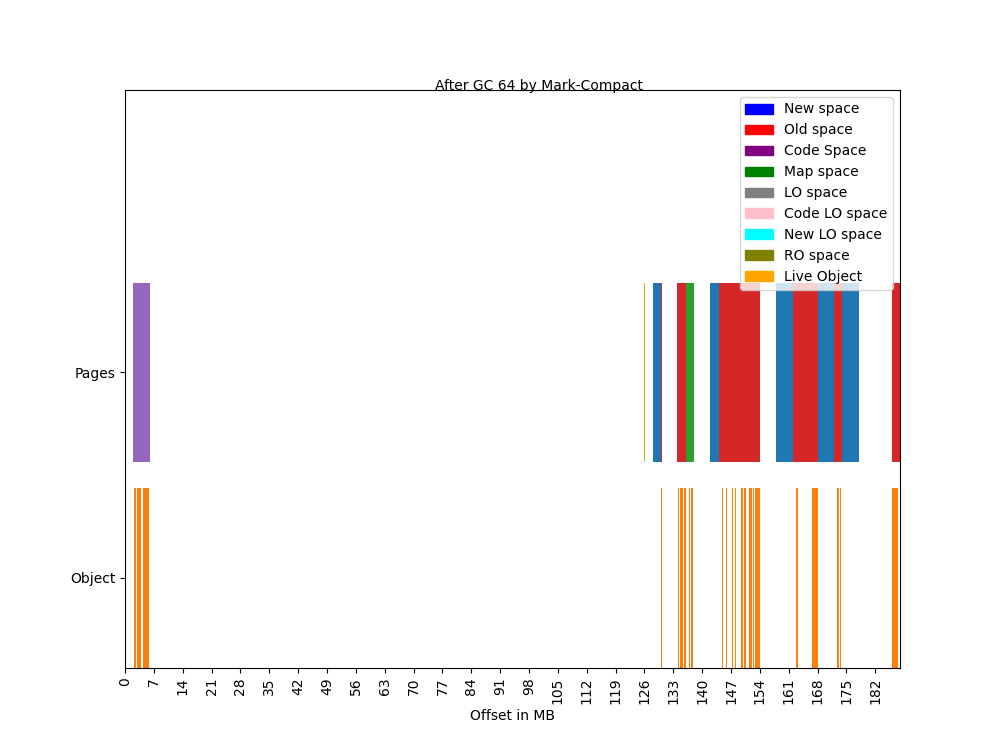 After GC 64 by Mark-Compact
New space
Old space
Code Space
Map space
LO space
Code LO space
New LO space
RO space
Live Object
Pages
Object
0 7 14 21 28 35 42 49 56 63 70 77 84 91 98 105 112 119 126 133 140 147 154 161 168 175 182
Offset in MB